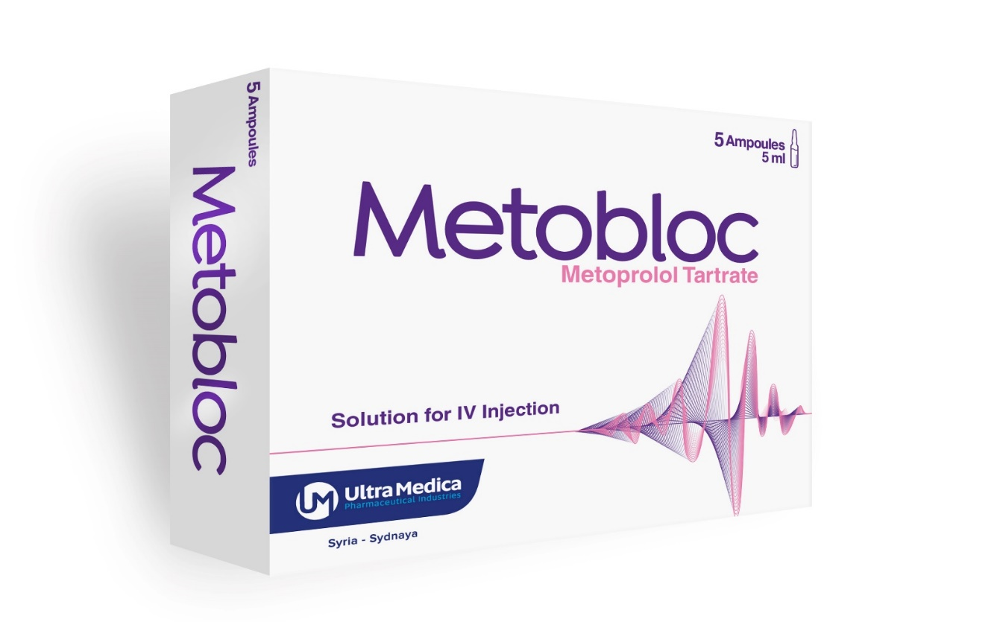 5 Ampoules
Metobloc
5 Ampoules
5 ml
Metobloc
Metoprolol Tartrate
Solution for IV Injection
UM
Ultra Medica
Pharmaceutical Industries
Syria - Sydnaya